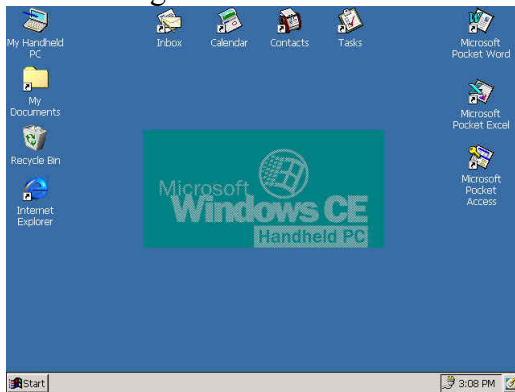 My Handheld
PC
Inbox
Calendar
Contacts
Tasks
Microsoft
Pocket Word
My
Documents
Microsoft
Pocket Excel
Recycle Bin
Microsoft
Pocket
Access
Internet
Explorer
Microsoft
Windows CE
Handheld PC
Start
3:08 PM